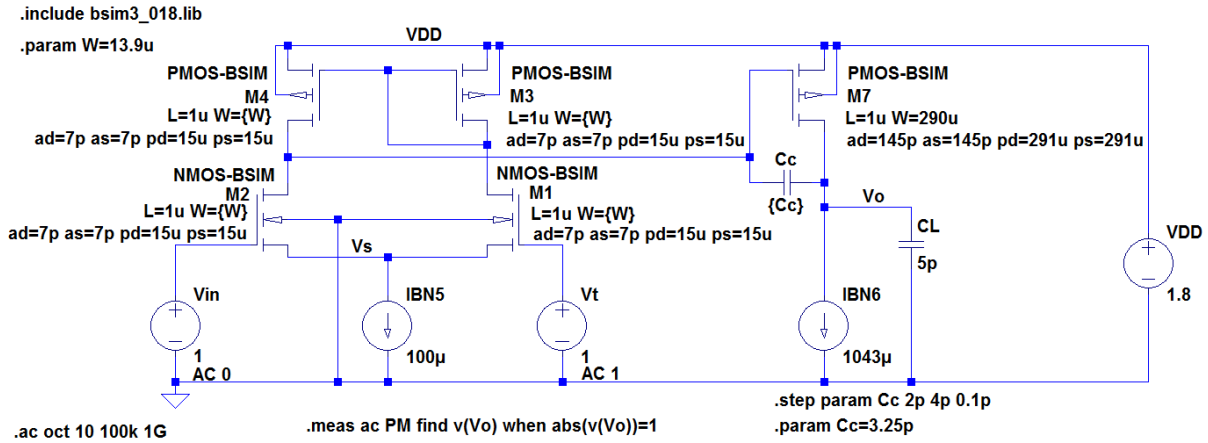 .include bsim3_018.lib
.param W=13.9u
VDD
PMOS-BSIM
M4
L=1u W={W}
ad=7p as=7p pd=15u ps=15u
PMOS-BSIM
M3
L=1u W={W}
ad=7p as=7p pd=15u ps=15u
PMOS-BSIM
M7
L=1u W=290u
ad=145p as=145p pd=291u ps=291u
NMOS-BSIM
M2
L=1u W={W}
ad=7p as=7p pd=15u ps=15u
NMOS-BSIM
M1
L=1u W={W}
ad=7p as=7p pd=15u ps=15u
Cc
{Cc}
Vo
CL
5p
VDD
1.8
Vs
Vin
1
AC 0
IBN5
100µ
Vt
1
AC 1
IBN6
1043µ
.ac oct 10 100k 1G
.meas ac PM find v(Vo) when abs(v(Vo))=1
.step param Cc 2p 4p 0.1p
.param Cc=3.25p